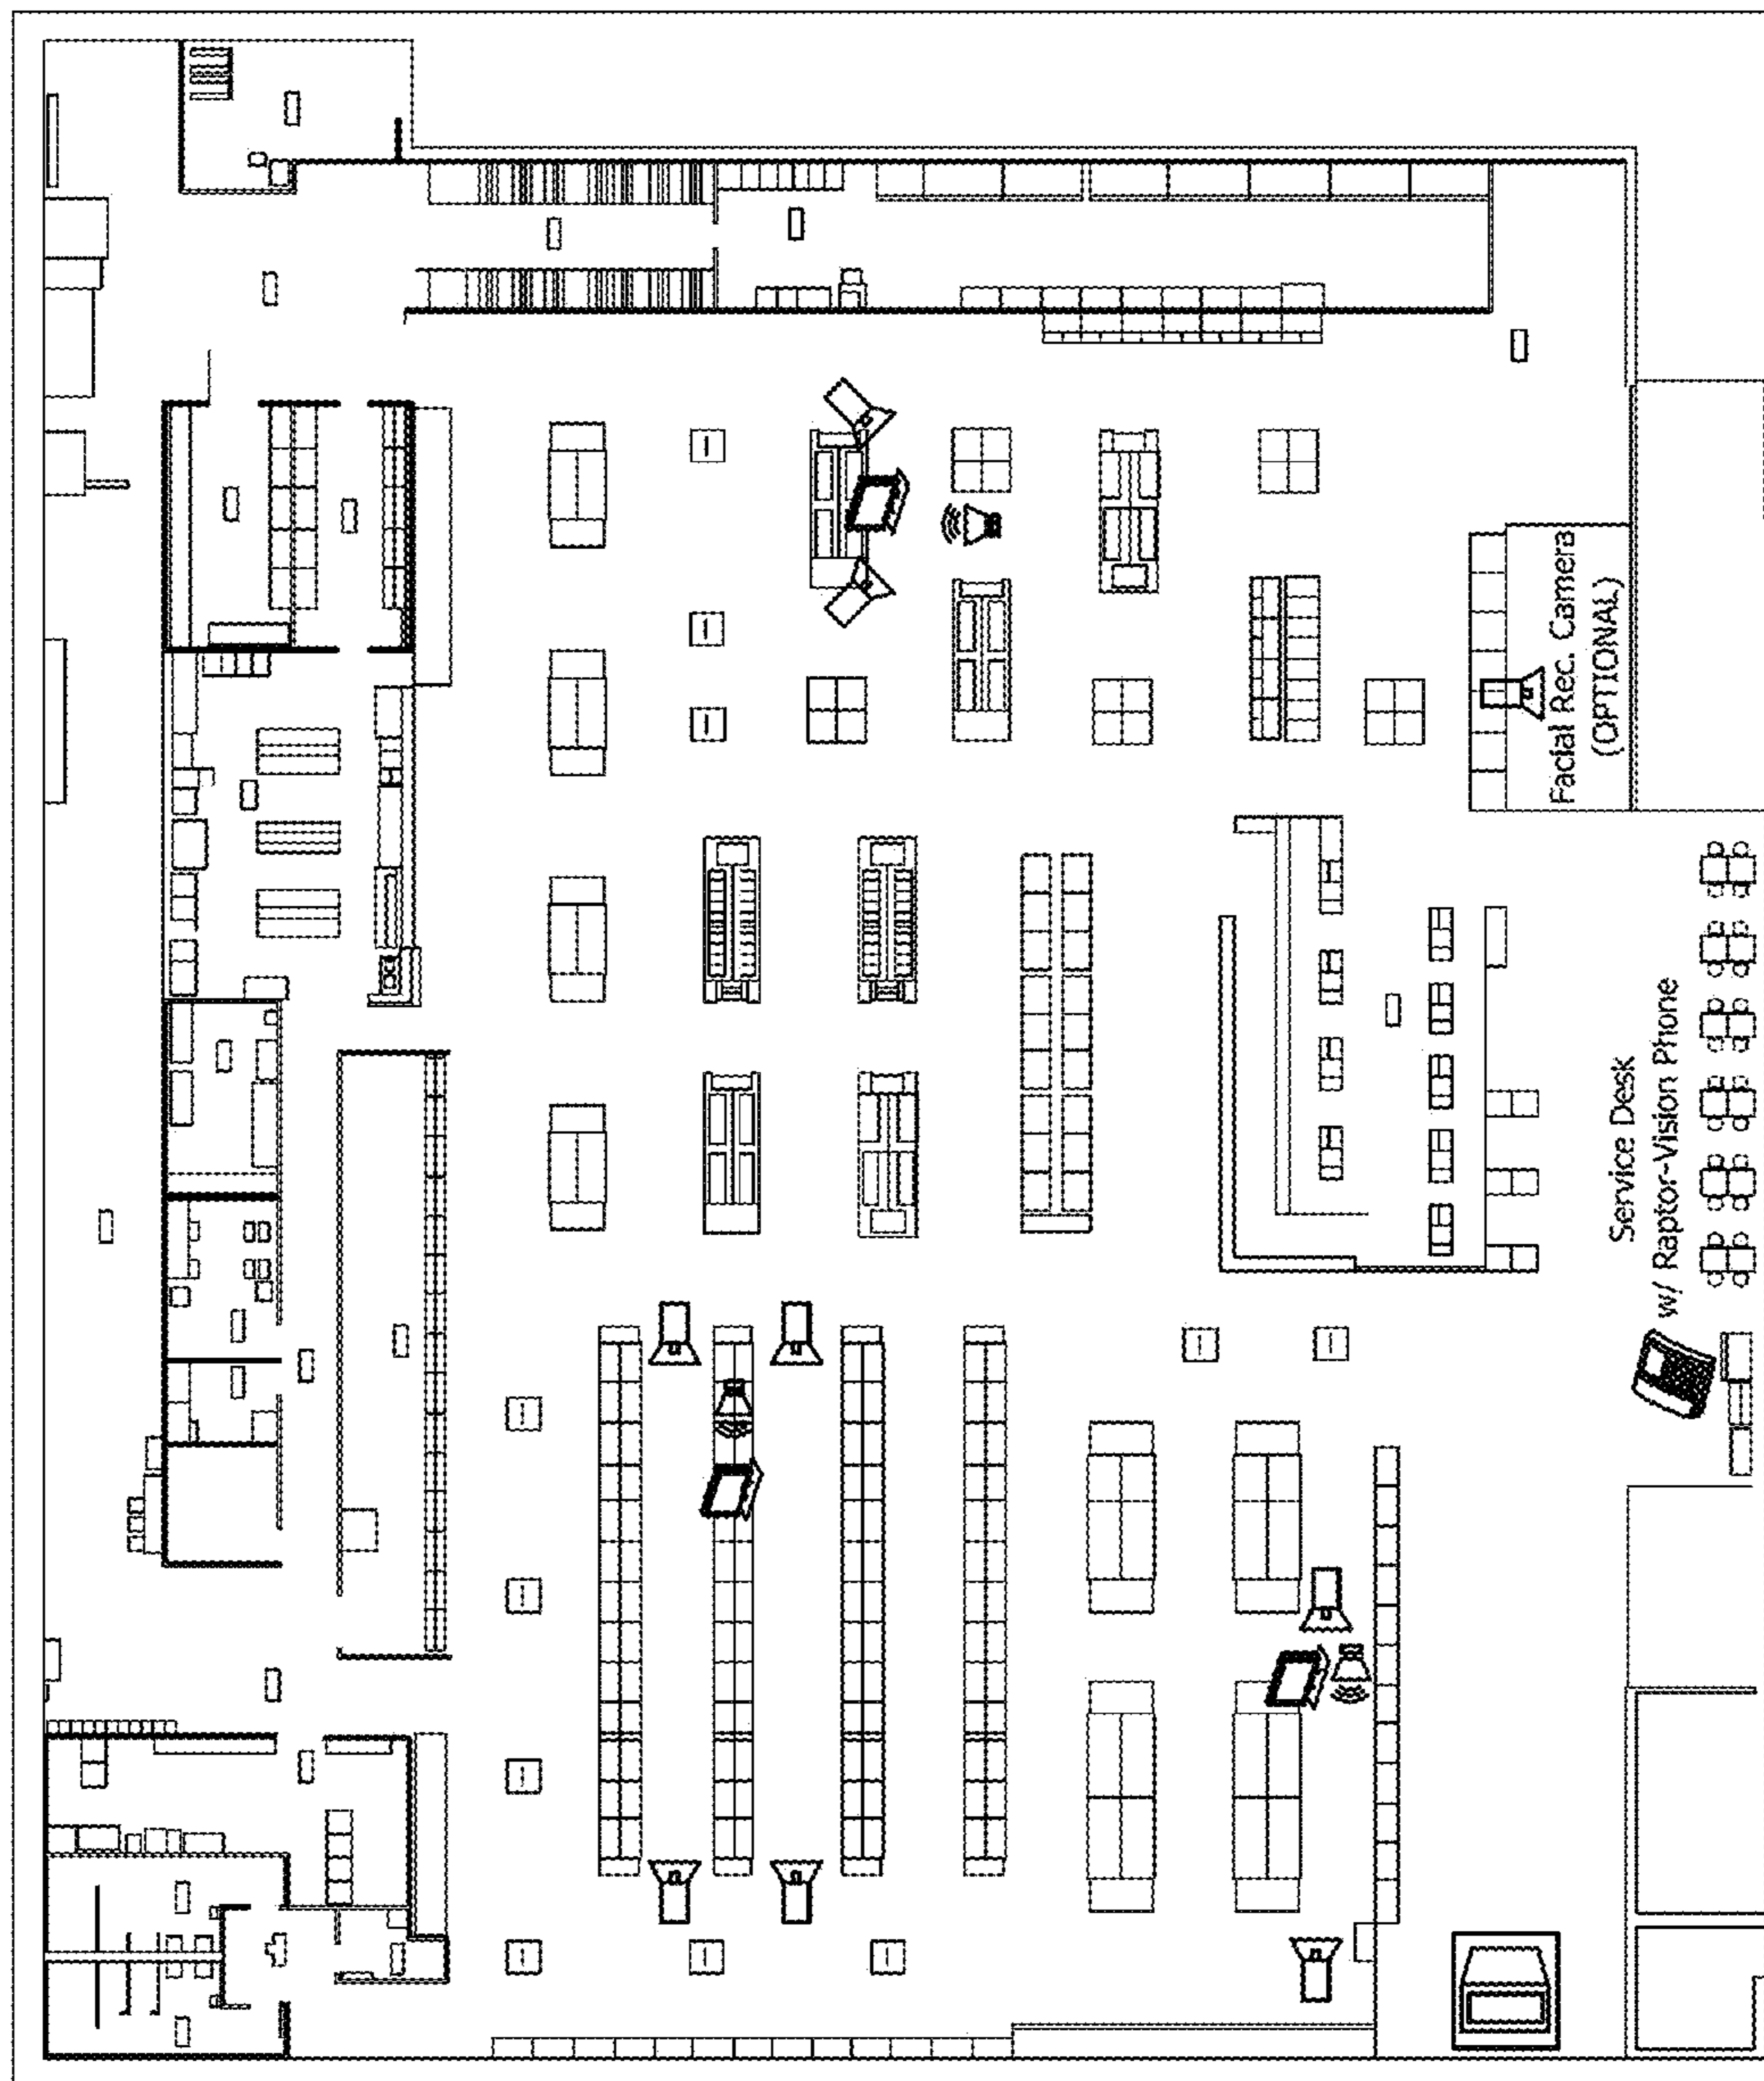 Facial Rec. Camera
(OPTIONAL)
Service Desk
w/ Raptor-Vision Phone